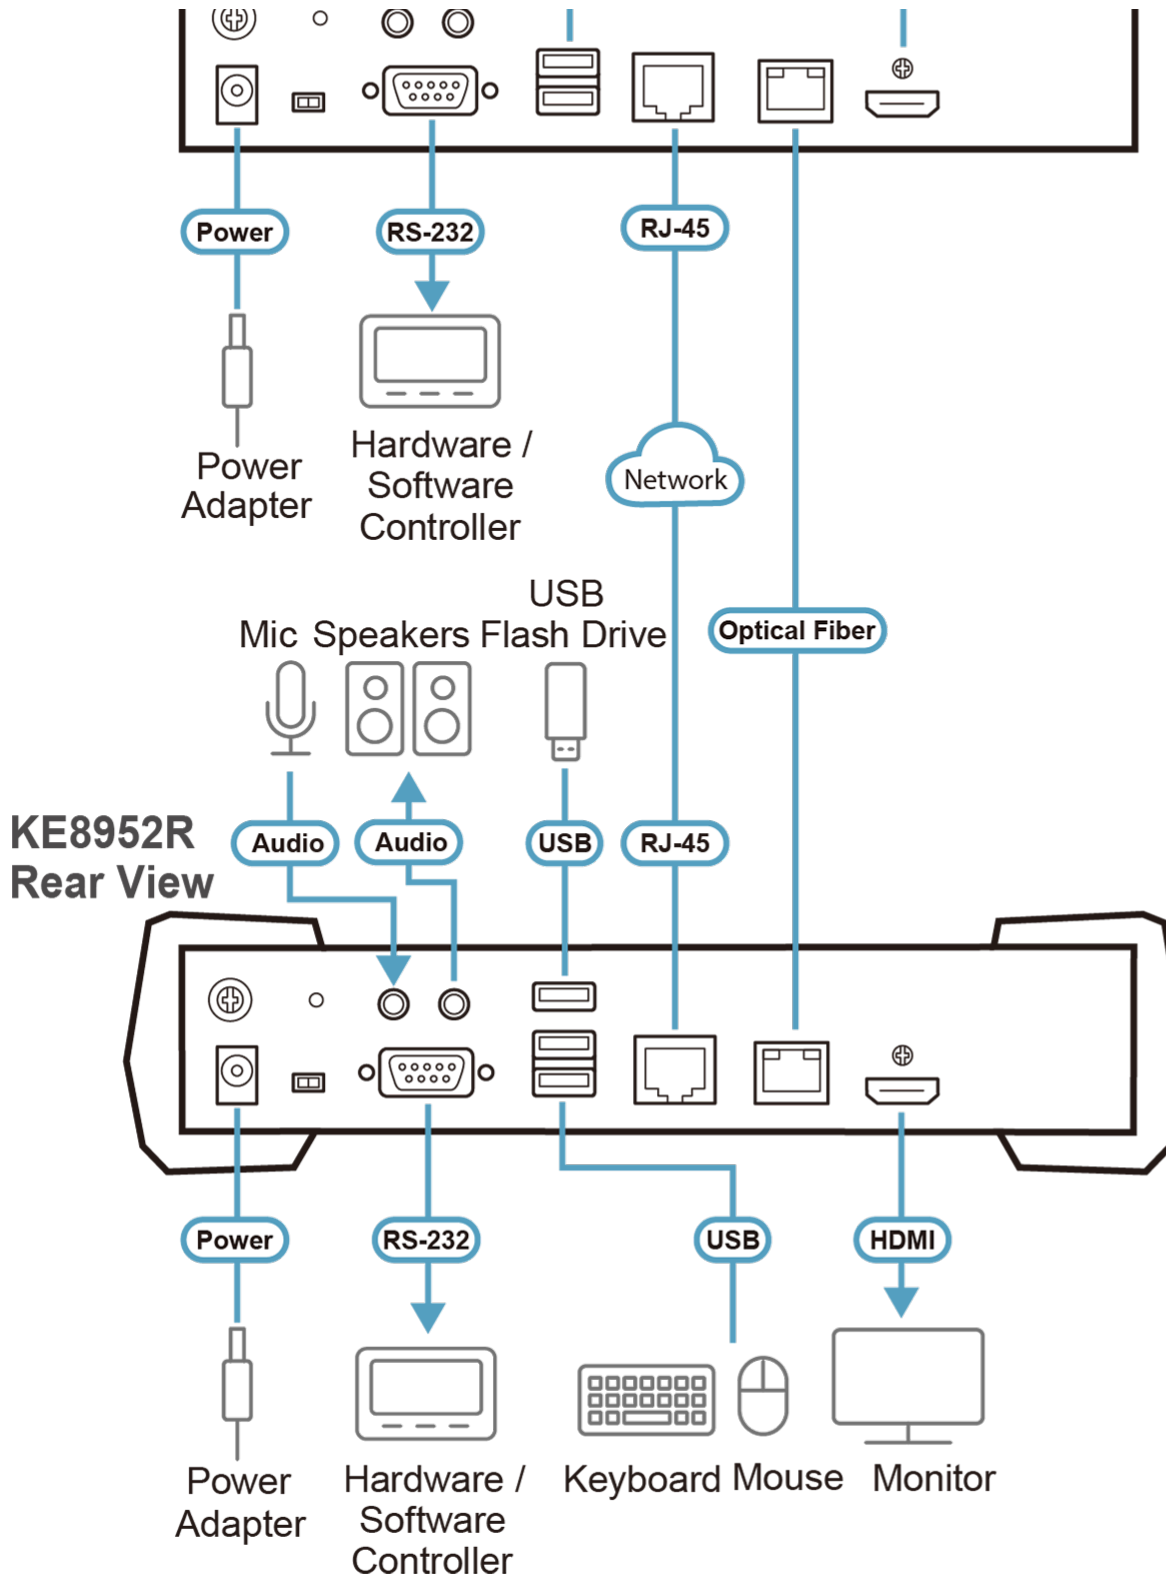 Power
RS-232
RJ-45
Power
Adapter
Hardware /
Software
Controller
Network
USB
Mic Speakers Flash Drive
Optical Fiber
KE8952R
Rear View
Audio
Audio
USB
RJ-45
Power
RS-232
USB
HDMI
Power
Adapter
Hardware /
Software
Controller
Keyboard Mouse Monitor